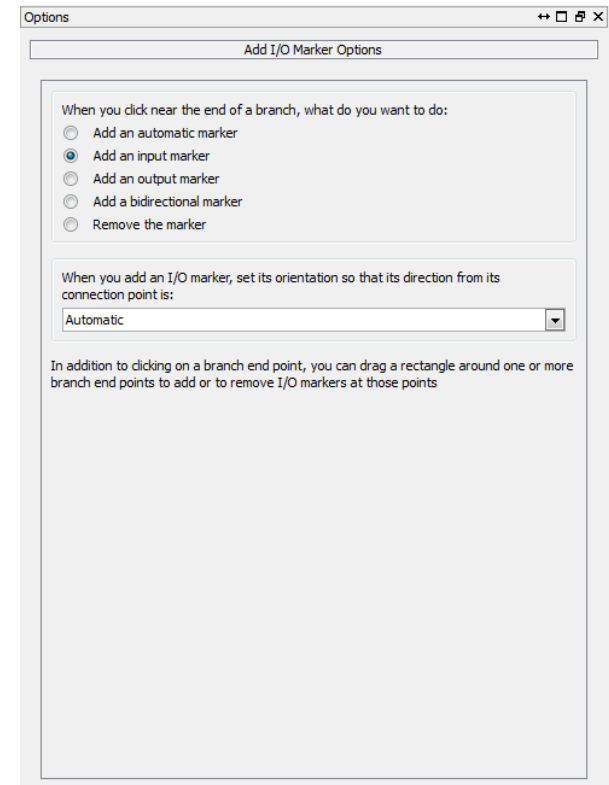 Options
Add I/O Marker Options
When you click near the end of a branch, what do you want to do:
Add an automatic marker
Add an input marker
Add an output marker
Add a bidirectional marker
Remove the marker
When you add an I/O marker, set its orientation so that its direction from its
connection point is:
Automatic
In addition to clicking on a branch end point, you can drag a rectangle around one or more
branch end points to add or to remove I/O markers at those points